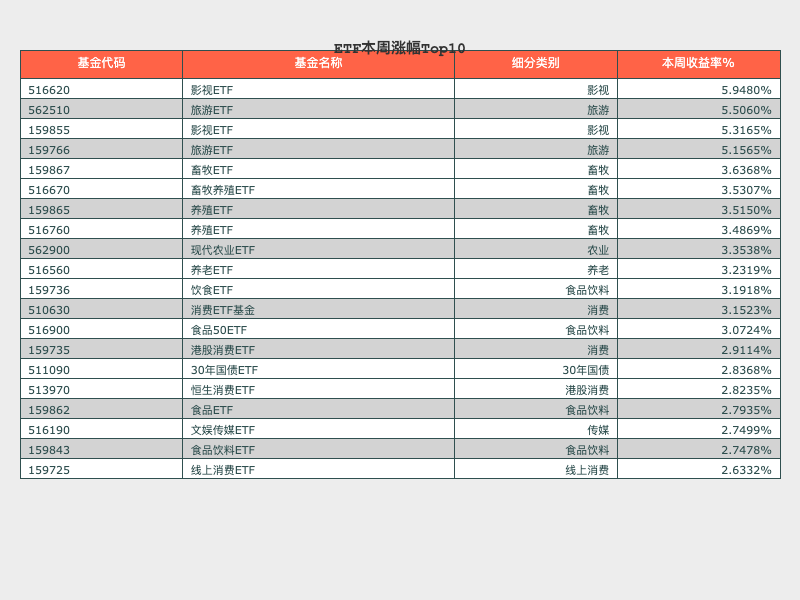 ETF本周涨幅Top10
基金代码 基金名称 细分类别 本周收益率%
516620 影视ETF 影视 5.9480%
562510 旅游ETF 旅游 5.5060%
159855 影视ETF 影视 5.3165%
159766 旅游ETF 旅游 5.1565%
159867 畜牧ETF 畜牧 3.6368%
516670 畜牧养殖ETF 畜牧 3.5307%
159865 养殖ETF 畜牧 3.5150%
516760 养殖ETF 畜牧 3.4869%
562900 现代农业ETF 农业 3.3538%
516560 养老ETF 养老 3.2319%
159736 饮食ETF 食品饮料 3.1918%
510630 消费ETF基金 消费 3.1523%
516900 食品50ETF 食品饮料 3.0724%
159735 港股消费ETF 消费 2.9114%
511090 30年国债ETF 30年国债 2.8368%
513970 恒生消费ETF 港股消费 2.8235%
159862 食品ETF 食品饮料 2.7935%
516190 文娱传媒ETF 传媒 2.7499%
159843 食品饮料ETF 食品饮料 2.7478%
159725 线上消费ETF 线上消费 2.6332%